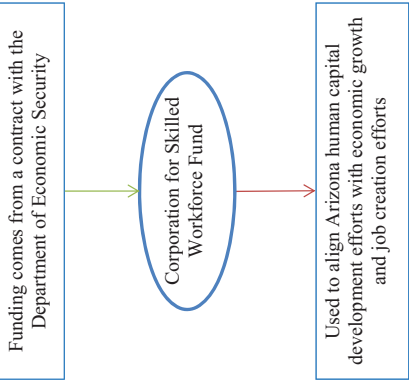 Funding comes from a contract with the
Department of Economic Security
Corporation for Skilled
Workforce Fund
Used to align Arizona human capital
development efforts with economic growth
and job creation efforts